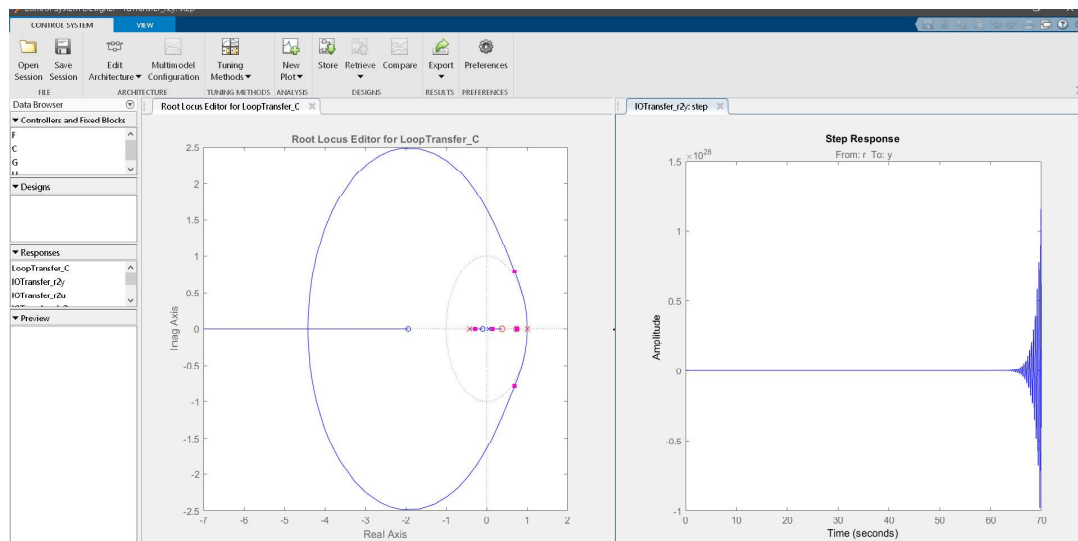 CONTROL SYSTEM VIEW
Open Save Edit Multimodel Tuning New Store Retrieve Compare Export Preferences
Session Session Architecture Configuration Methods Plot
FILE ARCHITECTURE TUNING METHODS ANALYSIS DESIGNS RESULTS PREFERENCES
Data Browser
Controllers and Fixed Blocks
F
C
G
Designs
Responses
LoopTransfer_C
IOTransfer_r2y
IOTransfer_r2u
Preview
Root Locus Editor for LoopTransfer_C
Root Locus Editor for LoopTransfer_C
2.5
2
1.5
1
0.5
0
-0.5
-1
-1.5
-2
-2.5
Imag Axis
-7 -6 -5 -4 -3 -2 -1 0 1 2
Real Axis
IOTransfer_r2y: step
Step Response
From: r To: y
×10^28
1.5
1
0.5
0
-0.5
-1
Amplitude
0 10 20 30 40 50 60 70
Time (seconds)